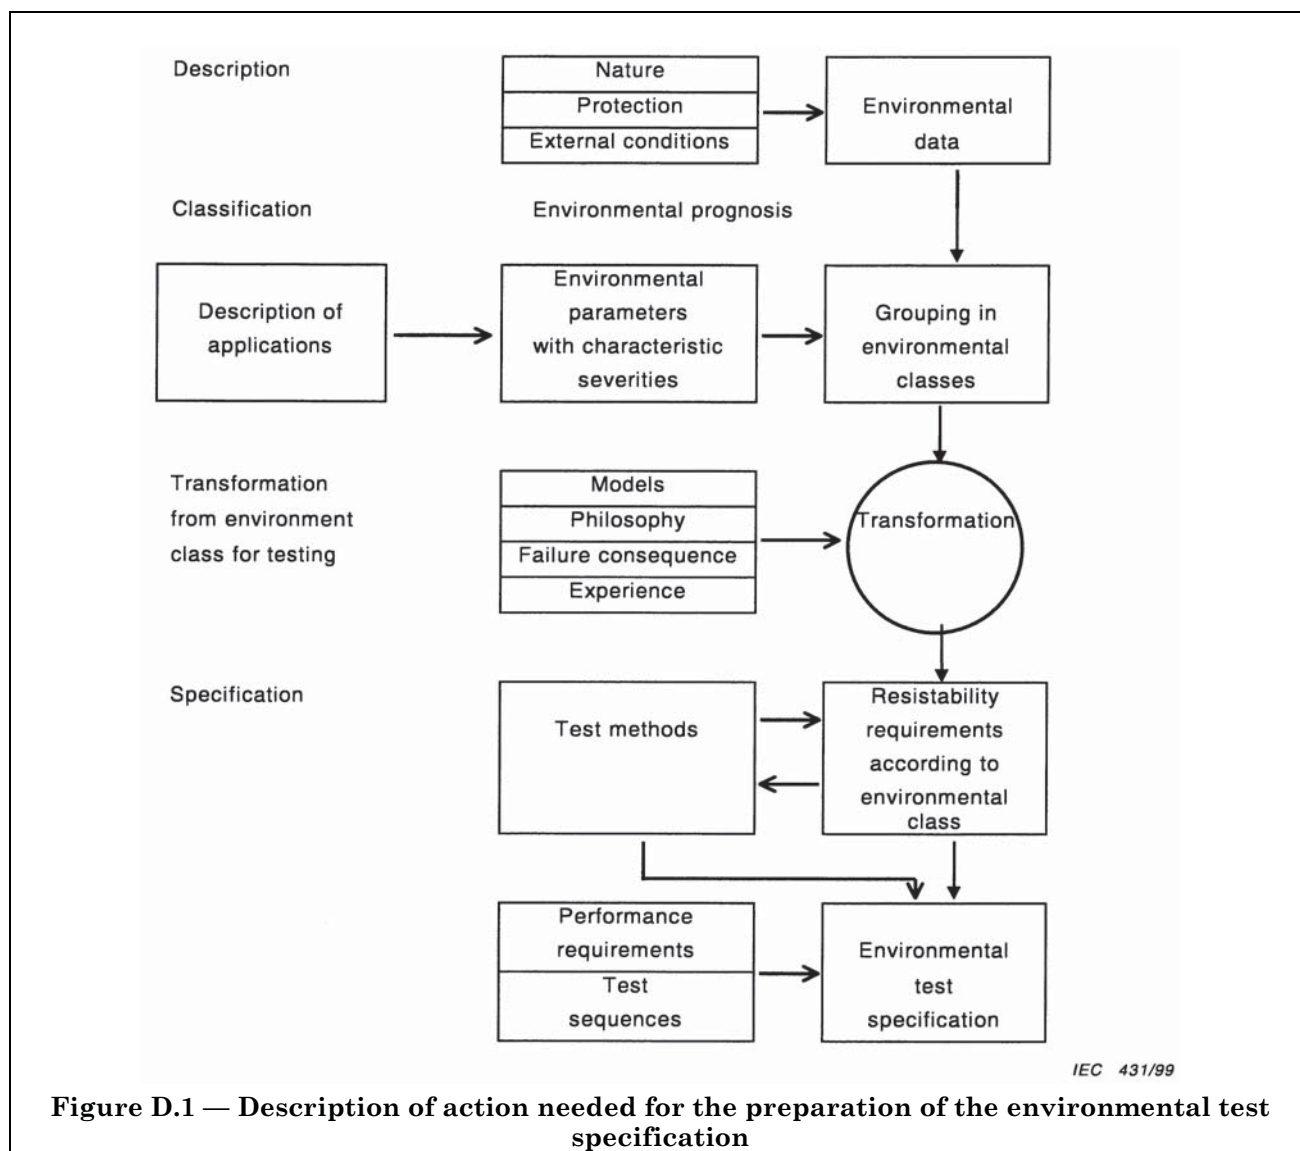 Description
Nature
Protection
External conditions
Environmental
data
Classification
Environmental prognosis
Description of
applications
Environmental
parameters
with characteristic
severities
Grouping in
environmental
classes
Transformation
from environment
class for testing
Models
Philosophy
Failure consequence
Experience
Transformation
Specification
Test methods
Resistability
requirements
according to
environmental
class
Performance
requirements
Test
sequences
Environmental
test
specification
IEC 431/99
Figure D.1 — Description of action needed for the preparation of the environmental test
specification